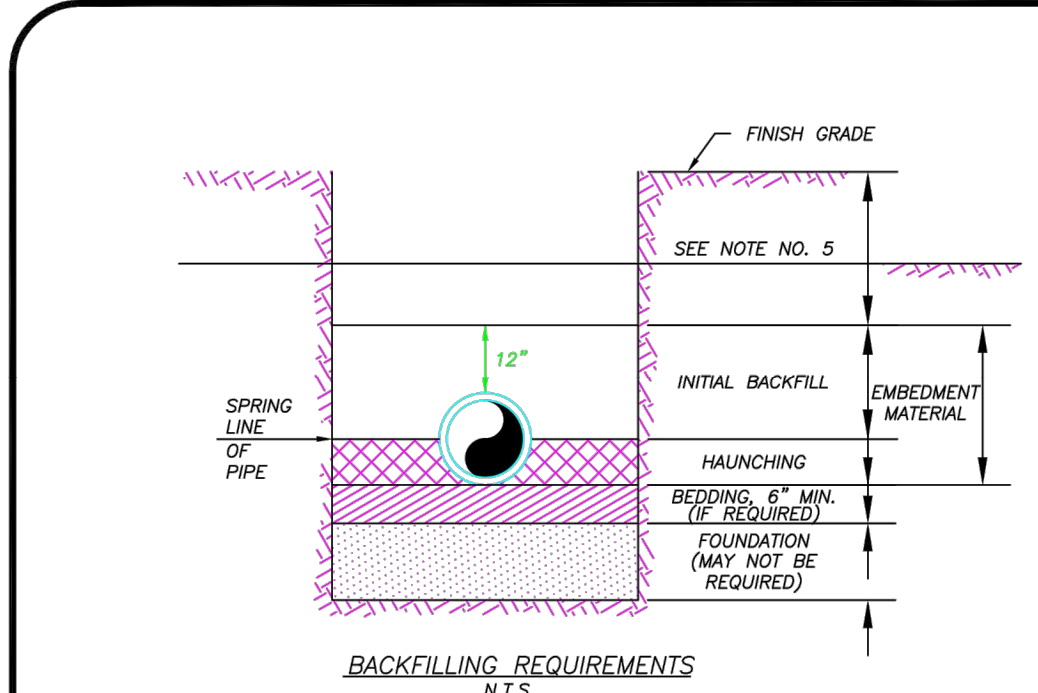 FINISH GRADE
SEE NOTE NO. 5
12"
INITIAL BACKFILL
EMBEDMENT
MATERIAL
SPRING
LINE
OF
PIPE
HAUNCHING
BEDDING, 6" MIN.
(IF REQUIRED)
FOUNDATION
(MAY NOT BE
REQUIRED)
BACKFILLING REQUIREMENTS
N.T.S.